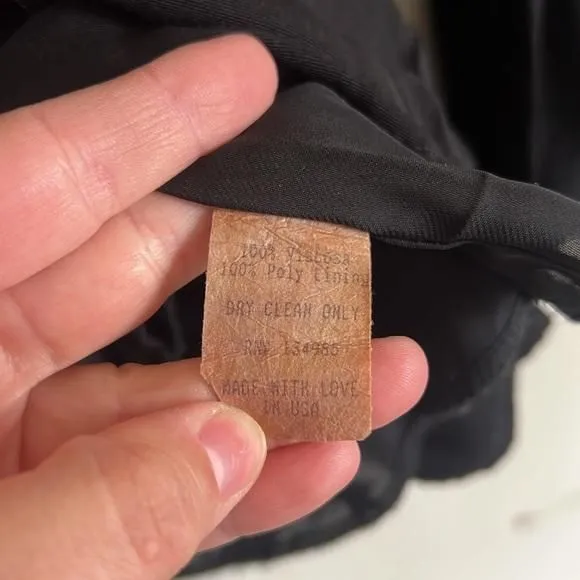 100% Viscose
100% Poly Lining
DRY CLEAN ONLY
RN# 134986
MADE WITH LOVE
IN USA